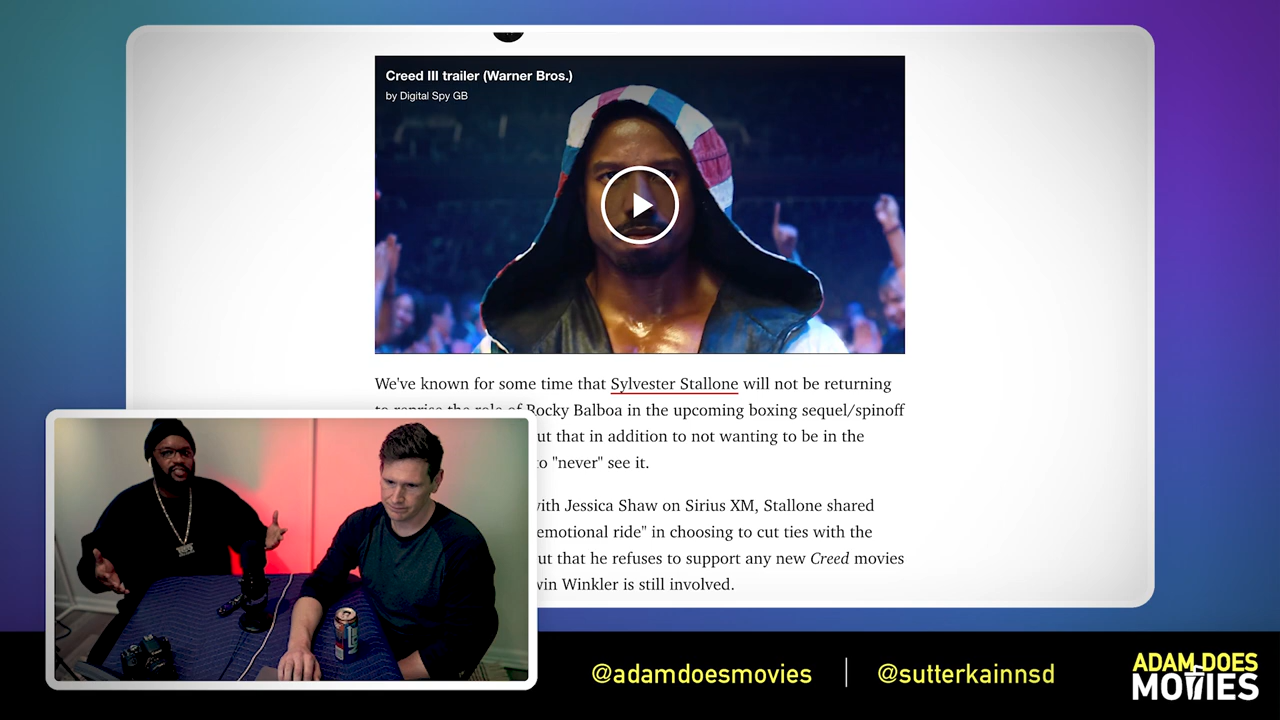 Creed III trailer (Warner Bros.)
by Digital Spy GB
We've known for some time that Sylvester Stallone will not be returning
to reprise the role of Rocky Balboa in the upcoming boxing sequel/spinoff
ut that in addition to not wanting to be in the
to "never" see it.
with Jessica Shaw on Sirius XM, Stallone shared
emotional ride" in choosing to cut ties with the
ut that he refuses to support any new Creed movies
win Winkler is still involved.
@adamdoesmovies | @sutterkainnsd
ADAM DOES
MOVIES